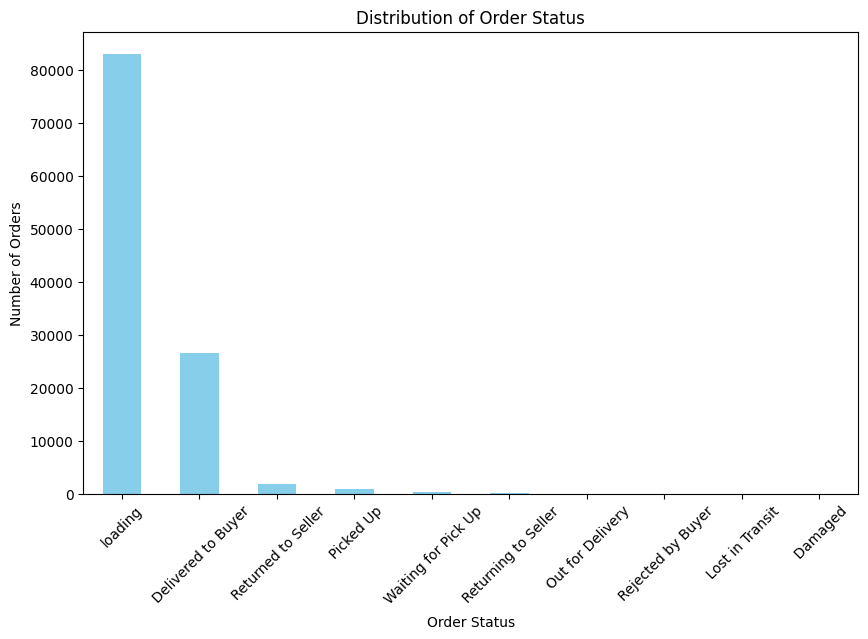 Distribution of Order Status
Number of Orders
80000
70000
60000
50000
40000
30000
20000
10000
0
loading
Delivered to Buyer
Returned to Seller
Picked Up
Waiting for Pick Up
Returning to Seller
Out for Delivery
Rejected by Buyer
Lost in Transit
Damaged
Order Status